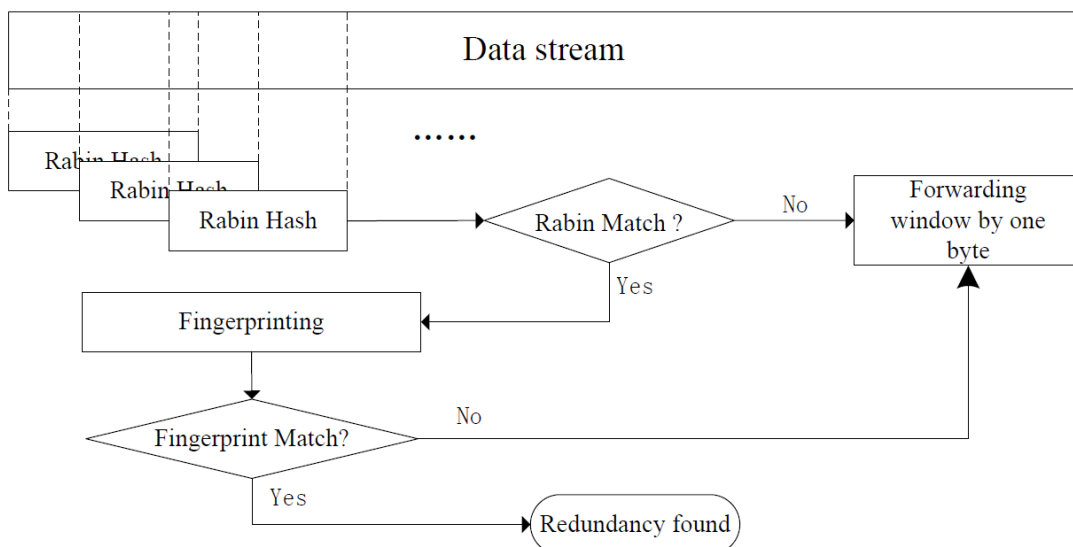 Data stream
......
Rabin Hash
Rabin Hash
Rabin Hash
Rabin Match ?
No
Forwarding
window by one
byte
Yes
Fingerprinting
Fingerprint Match?
No
Yes
Redundancy found